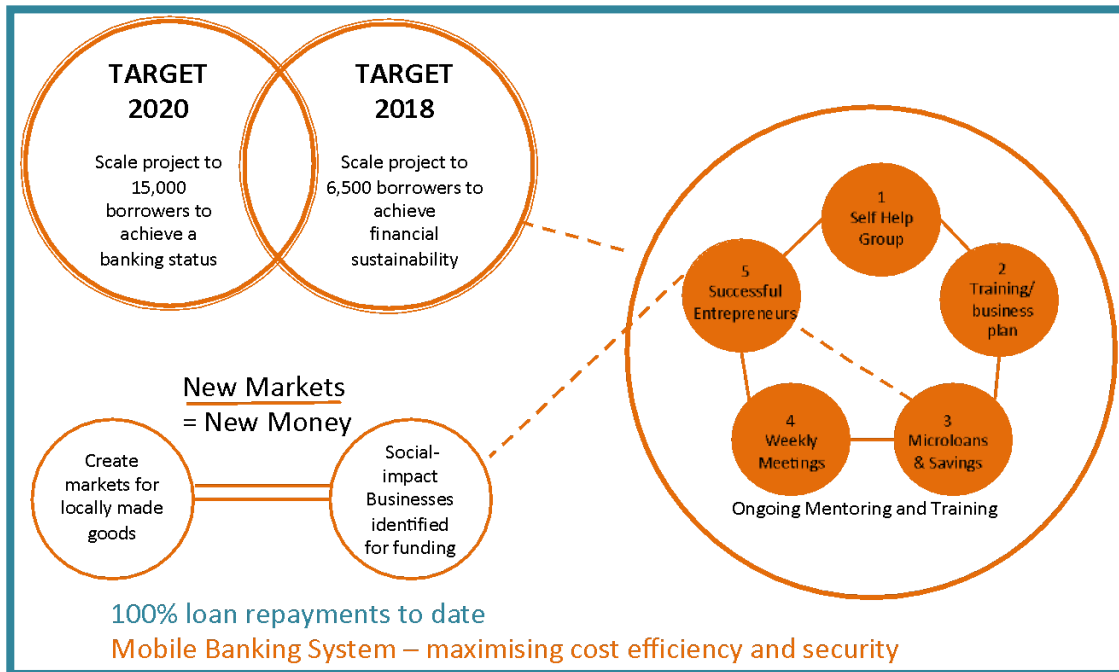 TARGET
2020
Scale project to
15,000
borrowers to
achieve a
banking status
TARGET
2018
Scale project to
6,500 borrowers to
achieve
financial
sustainability
1
Self Help
Group
2
Training/
business
plan
3
Microloans
& Savings
4
Weekly
Meetings
5
Successful
Entrepreneurs
Ongoing Mentoring and Training
New Markets
= New Money
Create
markets for
locally made
goods
Social-
impact
Businesses
identified
for funding
100% loan repayments to date
Mobile Banking System – maximising cost efficiency and security